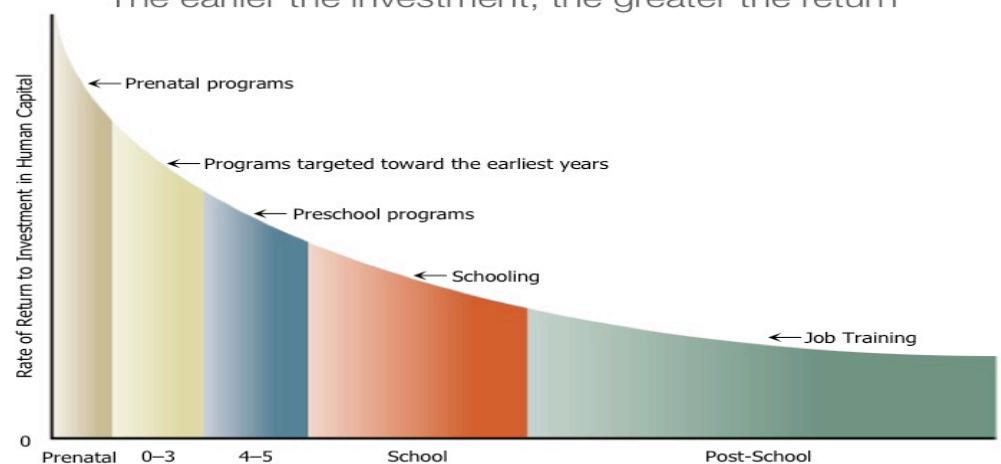 The earlier the investment, the greater the return
Rate of Return to Investment in Human Capital
Prenatal programs
Programs targeted toward the earliest years
Preschool programs
Schooling
Job Training
0
Prenatal
0–3
4–5
School
Post-School